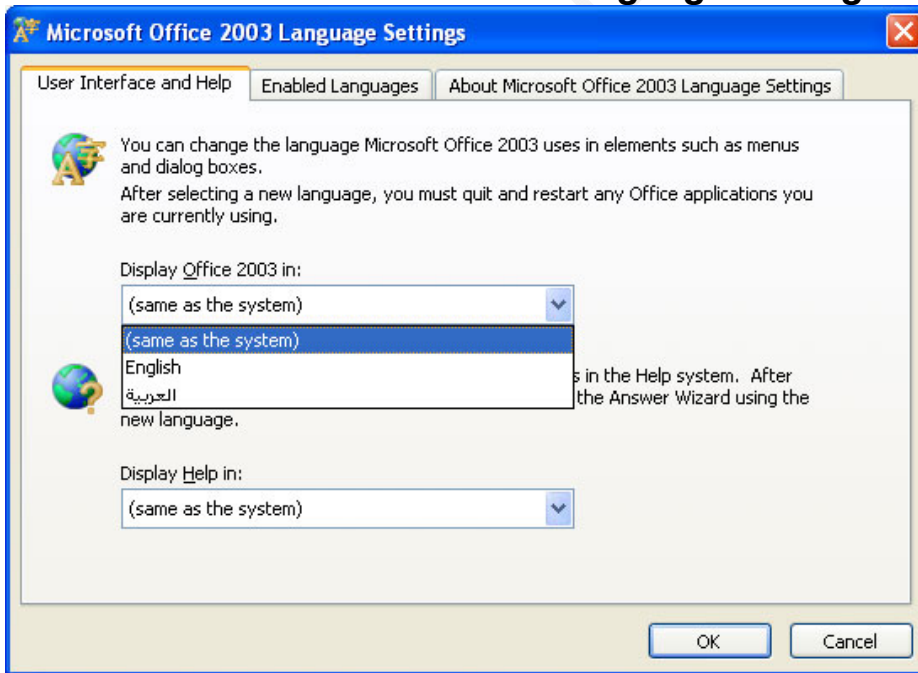 Microsoft Office 2003 Language Settings
User Interface and Help
Enabled Languages
About Microsoft Office 2003 Language Settings
You can change the language Microsoft Office 2003 uses in elements such as menus
and dialog boxes.
After selecting a new language, you must quit and restart any Office applications you
are currently using.
Display Office 2003 in:
(same as the system)
(same as the system)
English
العربية
in the Help system. After
the Answer Wizard using the
new language.
Display Help in:
(same as the system)
OK
Cancel